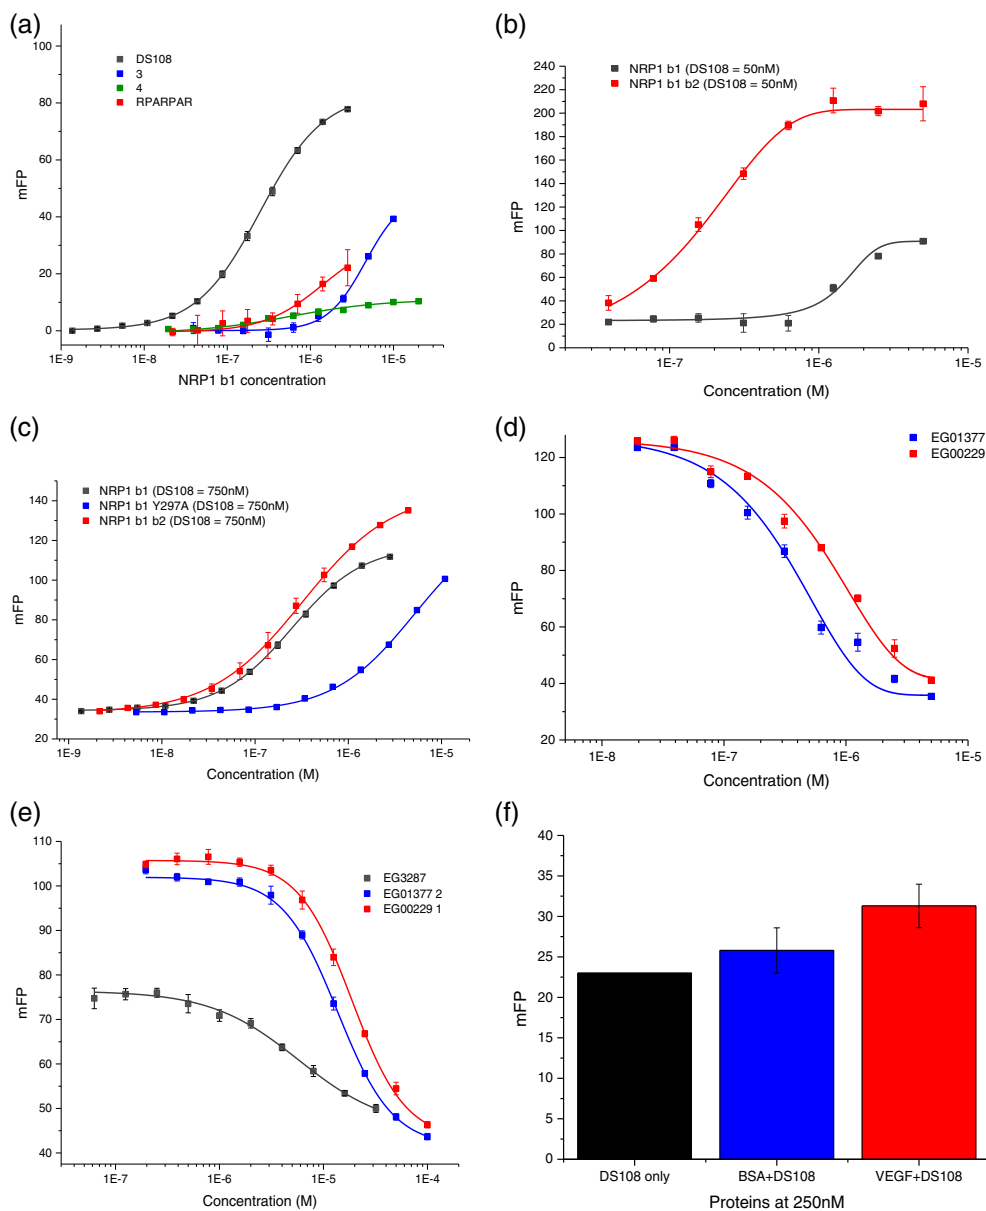 (a)
100
80
60
40
20
0
mFP
DS108
3
4
RPARPAR
1E-9
1E-8
1E-7
1E-6
1E-5
NRP1 b1 concentration
(b)
240
220
200
180
160
140
120
100
80
60
40
20
0
mFP
NRP1 b1 (DS108 = 50nM)
NRP1 b1 b2 (DS108 = 50nM)
1E-7
1E-6
1E-5
Concentration (M)
(c)
140
120
100
80
60
40
20
mFP
NRP1 b1 (DS108 = 750nM)
NRP1 b1 Y297A (DS108 = 750nM)
NRP1 b1 b2 (DS108 = 750nM)
1E-9
1E-8
1E-7
1E-6
1E-5
Concentration (M)
(d)
120
100
80
60
40
20
mFP
EG01377
EG00229
1E-8
1E-7
1E-6
1E-5
Concentration (M)
(e)
110
100
90
80
70
60
50
40
mFP
EG3287
EG01377 2
EG00229 1
1E-7
1E-6
1E-5
1E-4
Concentration (M)
(f)
40
35
30
25
20
15
10
5
0
mFP
DS108 only
BSA+DS108
VEGF+DS108
Proteins at 250nM